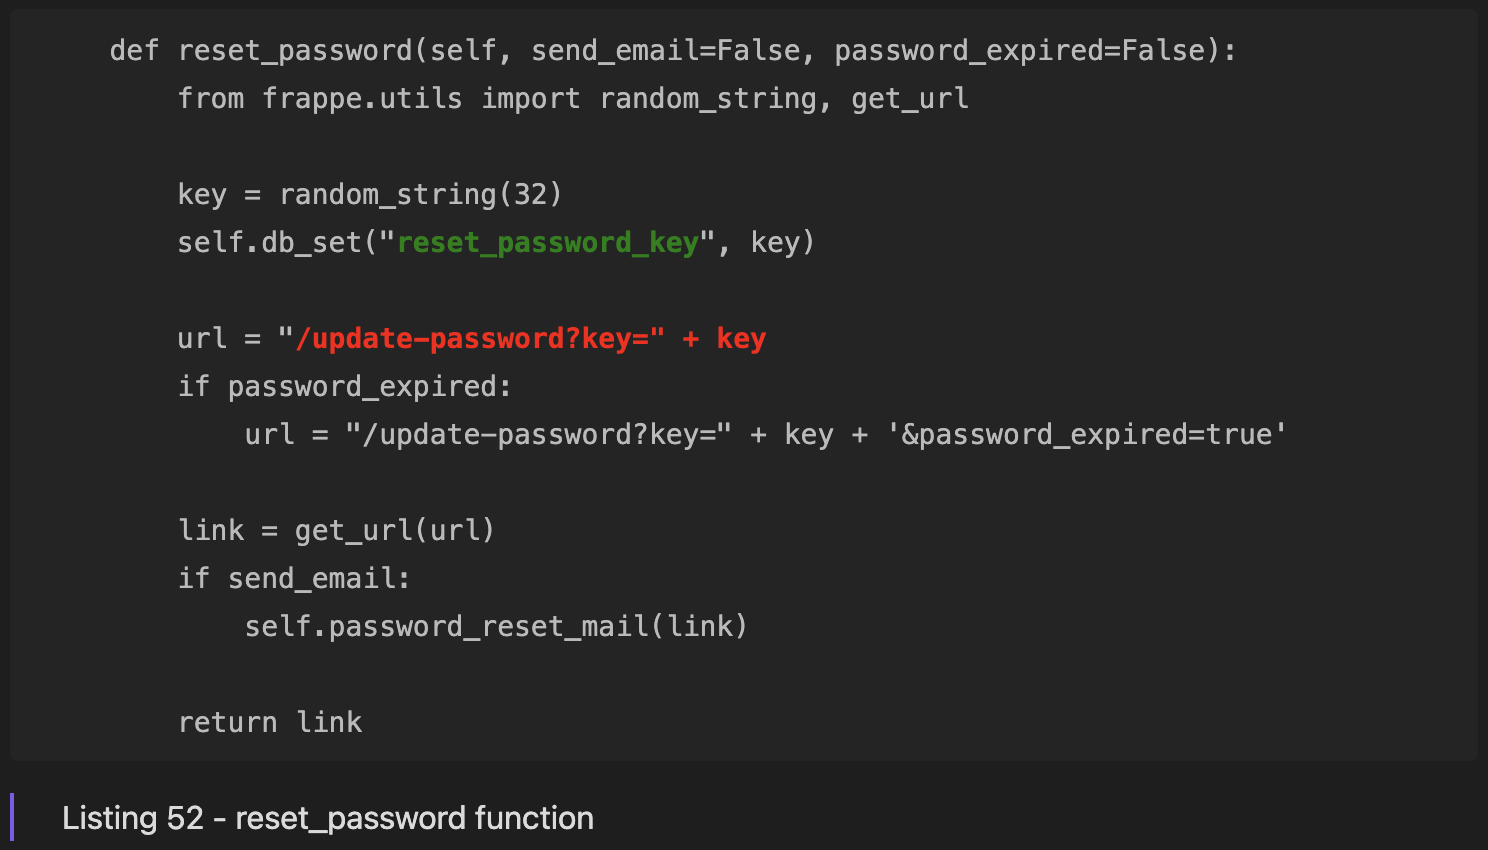 def reset_password(self, send_email=False, password_expired=False):
from frappe.utils import random_string, get_url
key = random_string(32)
self.db_set("reset_password_key", key)
url = "/update-password?key=" + key
if password_expired:
url = "/update-password?key=" + key + '&password_expired=true'
link = get_url(url)
if send_email:
self.password_reset_mail(link)
return link
Listing 52 - reset_password function